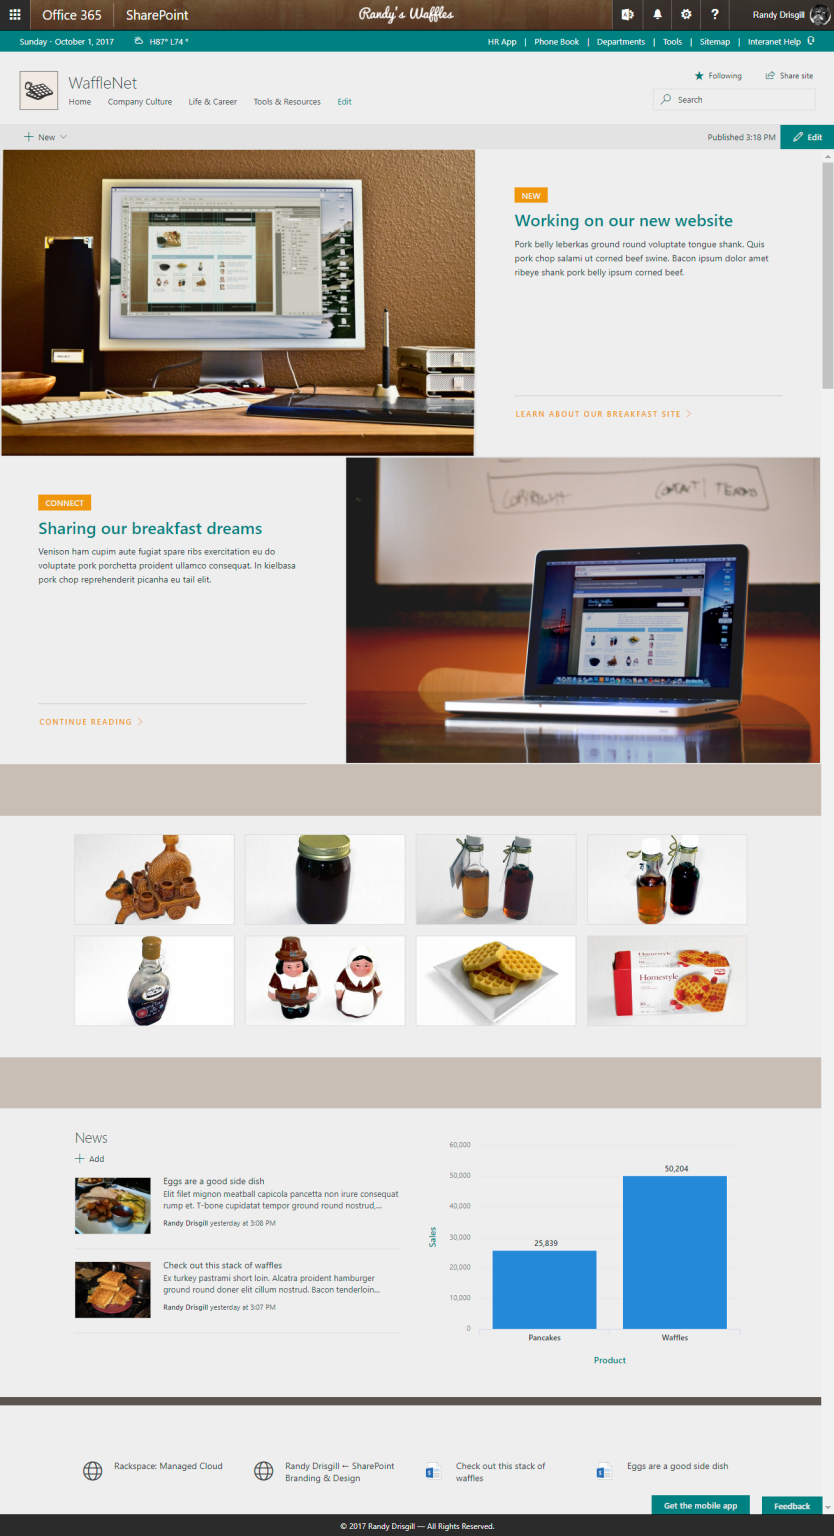 Office 365 SharePoint Randy's Waffles Randy Drisgill
Sunday - October 1, 2017 H87° L74 ° HR App | Phone Book | Departments | Tools | Sitemap | Interanet Help
WaffleNet
Home Company Culture Life & Career Tools & Resources Edit
Following Share site
Search
New Published 3:18 PM Edit
NEW
Working on our new website
Pork belly leberkas ground round voluptate tongue shank. Quis
pork chop salami ut corned beef swine. Bacon ipsum dolor amet
ribeye shank pork belly ipsum corned beef.
LEARN ABOUT OUR BREAKFAST SITE
CONNECT
Sharing our breakfast dreams
Venison ham cupim aute fugiat spare ribs exercitation eu do
voluptate pork porchetta proident ullamco consequat. In kielbasa
pork chop reprehenderit picanha eu tail elit.
CONTINUE READING
COPYRIGHT CONTACT | TERMS
Homestyle
Homestyle
News
Add
Eggs are a good side dish
Elit filet mignon meatball capicola pancetta non irure consequat
rump et. T-bone cupidatat tempor ground round nostrud,...
Randy Drisgill yesterday at 3:08 PM
Check out this stack of waffles
Ex turkey pastrami short loin. Alcatra proident hamburger
ground round doner elit cillum nostrud. Bacon tenderloin...
Randy Drisgill yesterday at 3:07 PM
Sales
60,000
50,000
40,000
30,000
20,000
10,000
0
25,839
50,204
Pancakes Waffles
Product
Rackspace: Managed Cloud
Randy Drisgill ← SharePoint
Branding & Design
Check out this stack of
waffles
Eggs are a good side dish
Get the mobile app Feedback
© 2017 Randy Drisgill — All Rights Reserved.